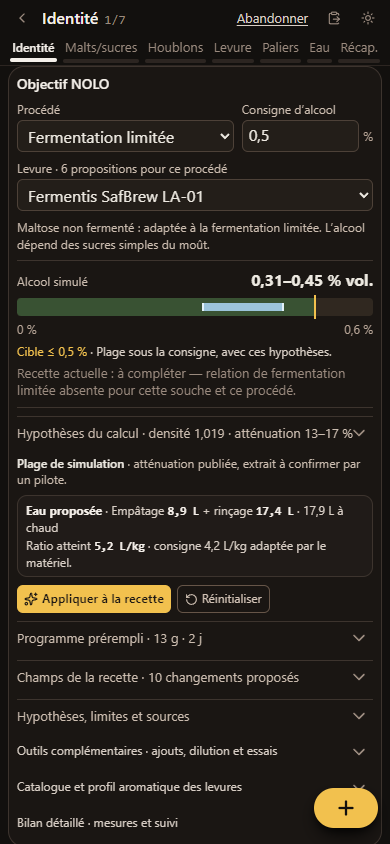 Identité 1/7 Abandonner
Identité Malts/sucres Houblons Levure Paliers Eau Récap.
Objectif NOLO
Procédé Consigne d’alcool
Fermentation limitée 0,5 %
Levure · 6 propositions pour ce procédé
Fermentis SafBrew LA-01
Maltose non fermenté : adaptée à la fermentation limitée. L’alcool
dépend des sucres simples du moût.
Alcool simulé 0,31–0,45 % vol.
0 % 0,6 %
Cible ≤ 0,5 % · Plage sous la consigne, avec ces hypothèses.
Recette actuelle : à compléter — relation de fermentation
limitée absente pour cette souche et ce procédé.
Hypothèses du calcul · densité 1,019 · atténuation 13–17 %
Plage de simulation · atténuation publiée, extrait à confirmer par
un pilote.
Eau proposée · Empâtage 8,9 L + rinçage 17,4 L · 17,9 L à
chaud
Ratio atteint 5,2 L/kg · consigne 4,2 L/kg adaptée par le
matériel.
Appliquer à la recette Réinitialiser
Programme prérempli · 13 g · 2 j
Champs de la recette · 10 changements proposés
Hypothèses, limites et sources
Outils complémentaires · ajouts, dilution et essais
Catalogue et profil aromatique des levures
Bilan détaillé · mesures et suivi